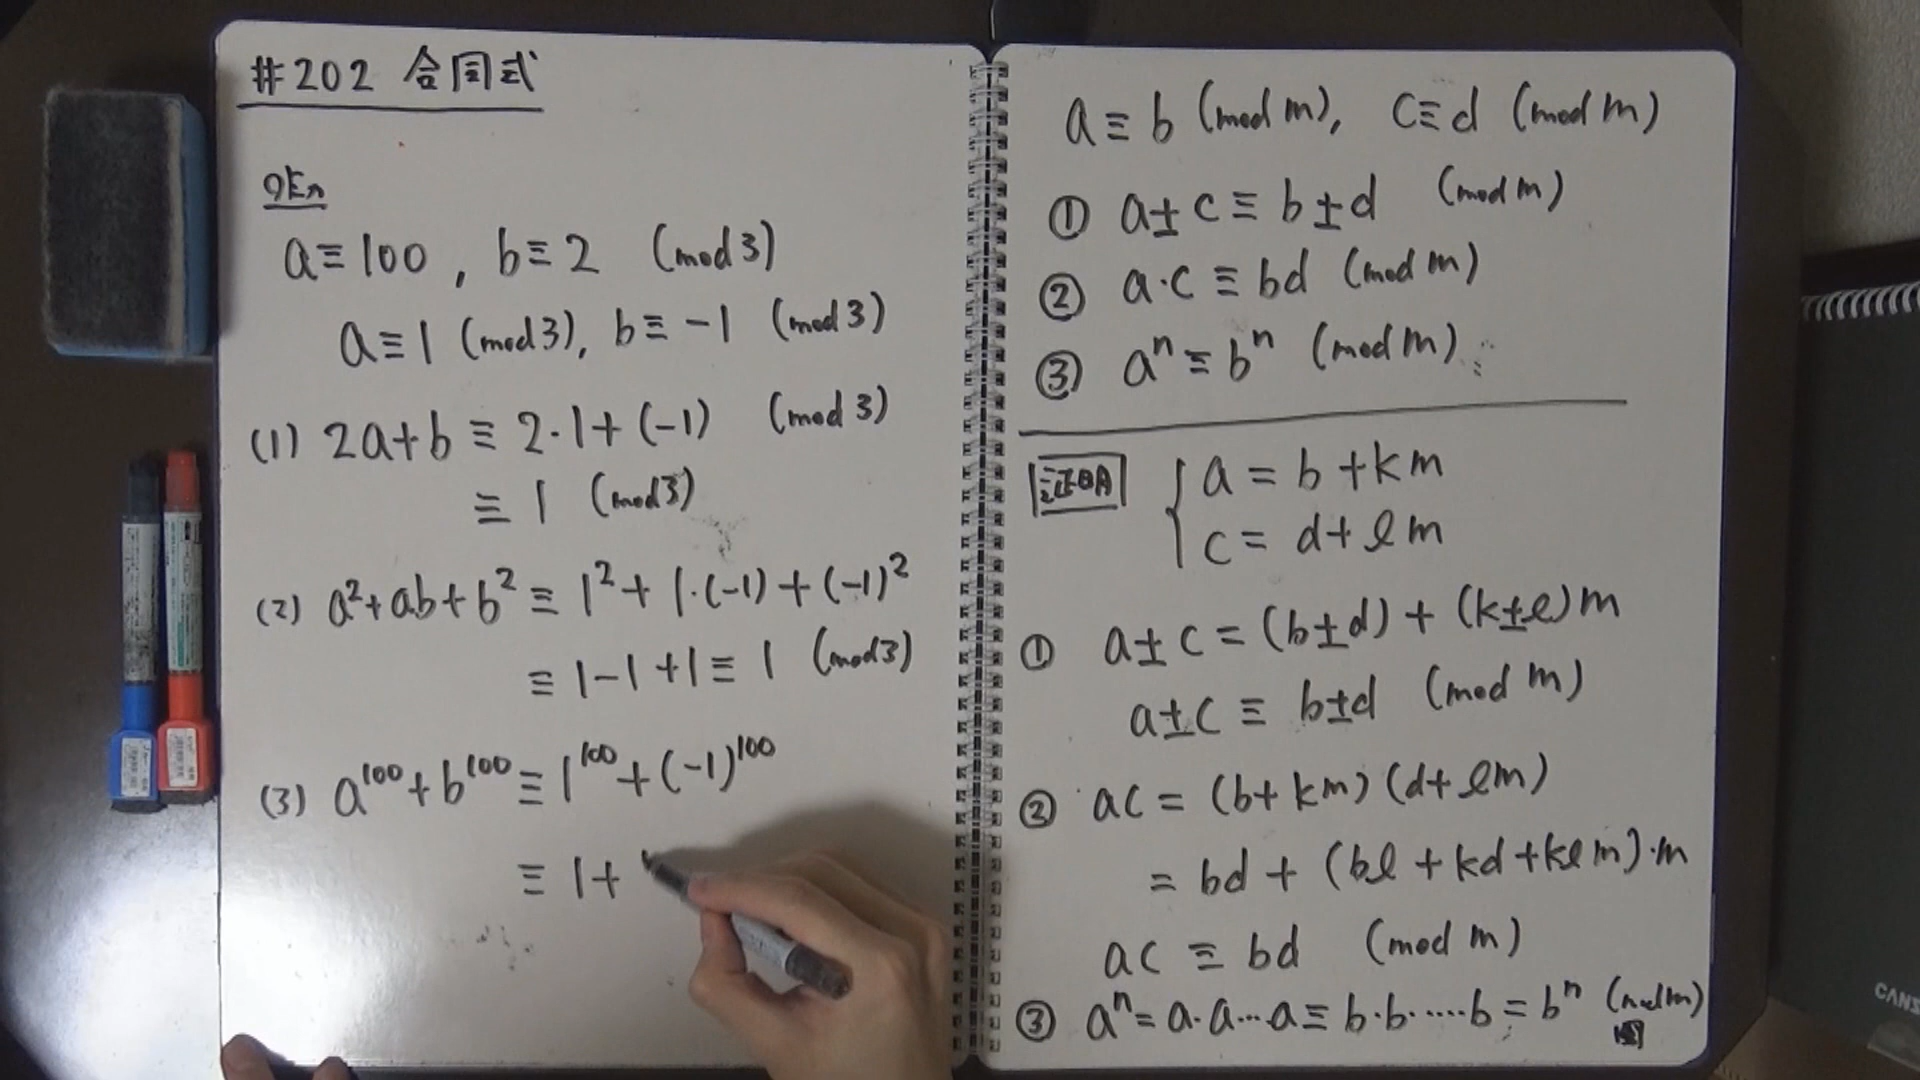 #202 合同式
例え
a≡100, b≡2 (mod 3)
a≡1 (mod 3), b≡-1 (mod 3)
(1) 2a+b ≡ 2·1+(-1) (mod 3)
≡ 1 (mod 3)
(2) a²+ab+b² ≡ 1²+1·(-1)+(-1)²
≡ 1-1+1 ≡ 1 (mod 3)
(3) a¹⁰⁰+b¹⁰⁰ ≡ 1¹⁰⁰+(-1)¹⁰⁰
≡ 1+
a≡b (mod m), c≡d (mod m)
① a±c ≡ b±d (mod m)
② a·c ≡ bd (mod m)
③ aⁿ ≡ bⁿ (mod m)
証明 { a = b+km
c = d+ℓm
① a±c = (b±d)+(k±ℓ)m
a±c ≡ b±d (mod m)
② ac = (b+km)(d+ℓm)
= bd+(bℓ+kd+kℓm)·m
ac ≡ bd (mod m)
③ aⁿ = a·a…a ≡ b·b·…·b = bⁿ (mod m)
CANS